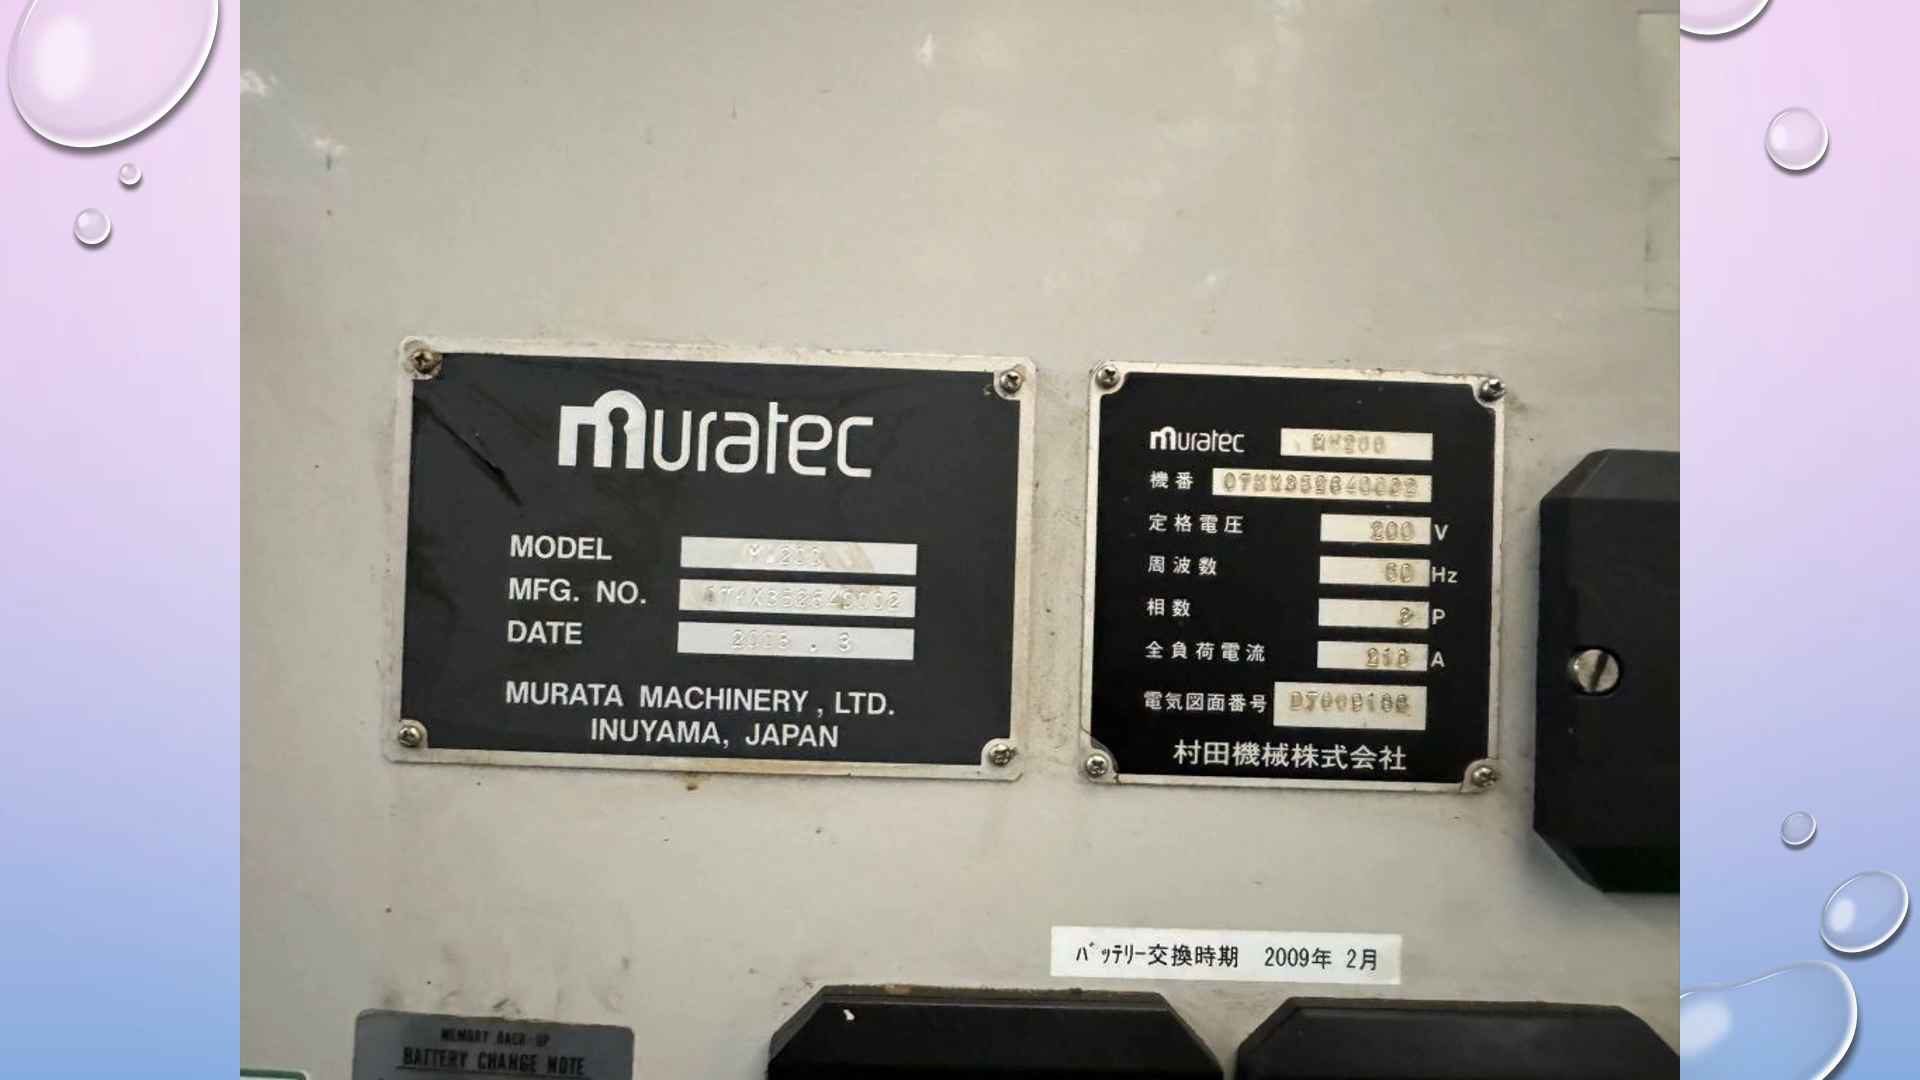 muratec
MODEL MW200
MFG. NO.
DATE
MURATA MACHINERY, LTD.
INUYAMA, JAPAN
muratec MW200
機番
定格電圧 200 V
周波数 60 Hz
相数 P
全負荷電流 A
電気図面番号
村田機械株式会社
バッテリー交換時期 2009年 2月
MEMORY BACK-UP
BATTERY CHANGE NOTE